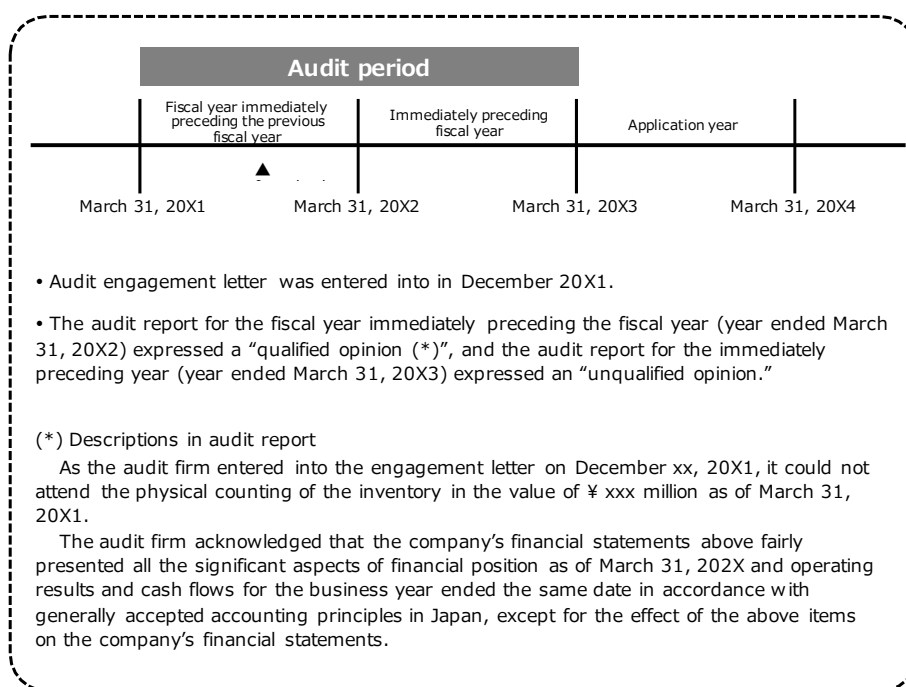 Audit period
Fiscal year immediately
preceding the previous
fiscal year
Immediately preceding
fiscal year
Application year
▲
March 31, 20X1
March 31, 20X2
March 31, 20X3
March 31, 20X4
• Audit engagement letter was entered into in December 20X1.
• The audit report for the fiscal year immediately preceding the fiscal year (year ended March
31, 20X2) expressed a “qualified opinion (*)”, and the audit report for the immediately
preceding year (year ended March 31, 20X3) expressed an “unqualified opinion.”
(*) Descriptions in audit report
As the audit firm entered into the engagement letter on December xx, 20X1, it could not
attend the physical counting of the inventory in the value of ¥ xxx million as of March 31,
20X1.
The audit firm acknowledged that the company’s financial statements above fairly
presented all the significant aspects of financial position as of March 31, 202X and operating
results and cash flows for the business year ended the same date in accordance with
generally accepted accounting principles in Japan, except for the effect of the above items
on the company’s financial statements.